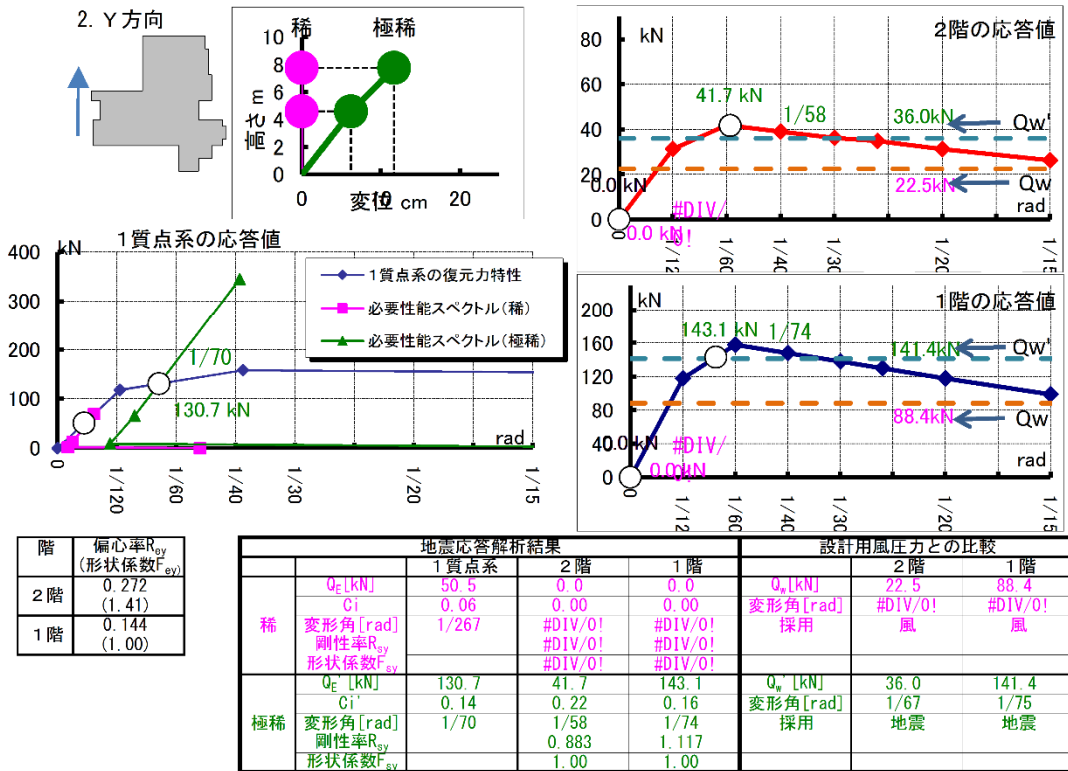 2. Y方向
稀 極稀
高さ m
10
8
6
4
2
0
0 10 20
変位 cm
2階の応答値
kN
80
60
40
20
0
41.7 kN
1/58
36.0kN
Qw'
22.5kN
Qw
rad
0.0 kN
0.0 kN
#DIV/0!
0
1/12
1/60
1/40
1/30
1/20
1/15
1質点系の応答値
kN
400
300
200
100
0
1質点系の復元力特性
必要性能スペクトル(稀)
必要性能スペクトル(極稀)
1/70
130.7 kN
rad
0
1/120
1/60
1/40
1/30
1/20
1/15
1階の応答値
kN
200
160
120
80
40
0
143.1 kN
1/74
141.4kN
Qw'
88.4kN
Qw
rad
0.0 kN
0.0 kN
#DIV/0!
0
1/12
1/60
1/40
1/30
1/20
1/15
階 偏心率Rey (形状係数Fey)
2階 0.272 (1.41)
1階 0.144 (1.00)
地震応答解析結果 設計用風圧力との比較
1質点系 2階 1階 2階 1階
稀
QE[kN] 50.5 0.0 0.0 Qw[kN] 22.5 88.4
Ci 0.06 0.00 0.00 変形角[rad] #DIV/0! #DIV/0!
変形角[rad] 1/267 #DIV/0! #DIV/0! 採用 風 風
剛性率Rsy #DIV/0! #DIV/0!
形状係数Fsy #DIV/0! #DIV/0!
極稀
QE'[kN] 130.7 41.7 143.1 Qw'[kN] 36.0 141.4
Ci' 0.14 0.22 0.16 変形角[rad] 1/67 1/75
変形角[rad] 1/70 1/58 1/74 採用 地震 地震
剛性率Rsy 0.883 1.117
形状係数Fsy 1.00 1.00